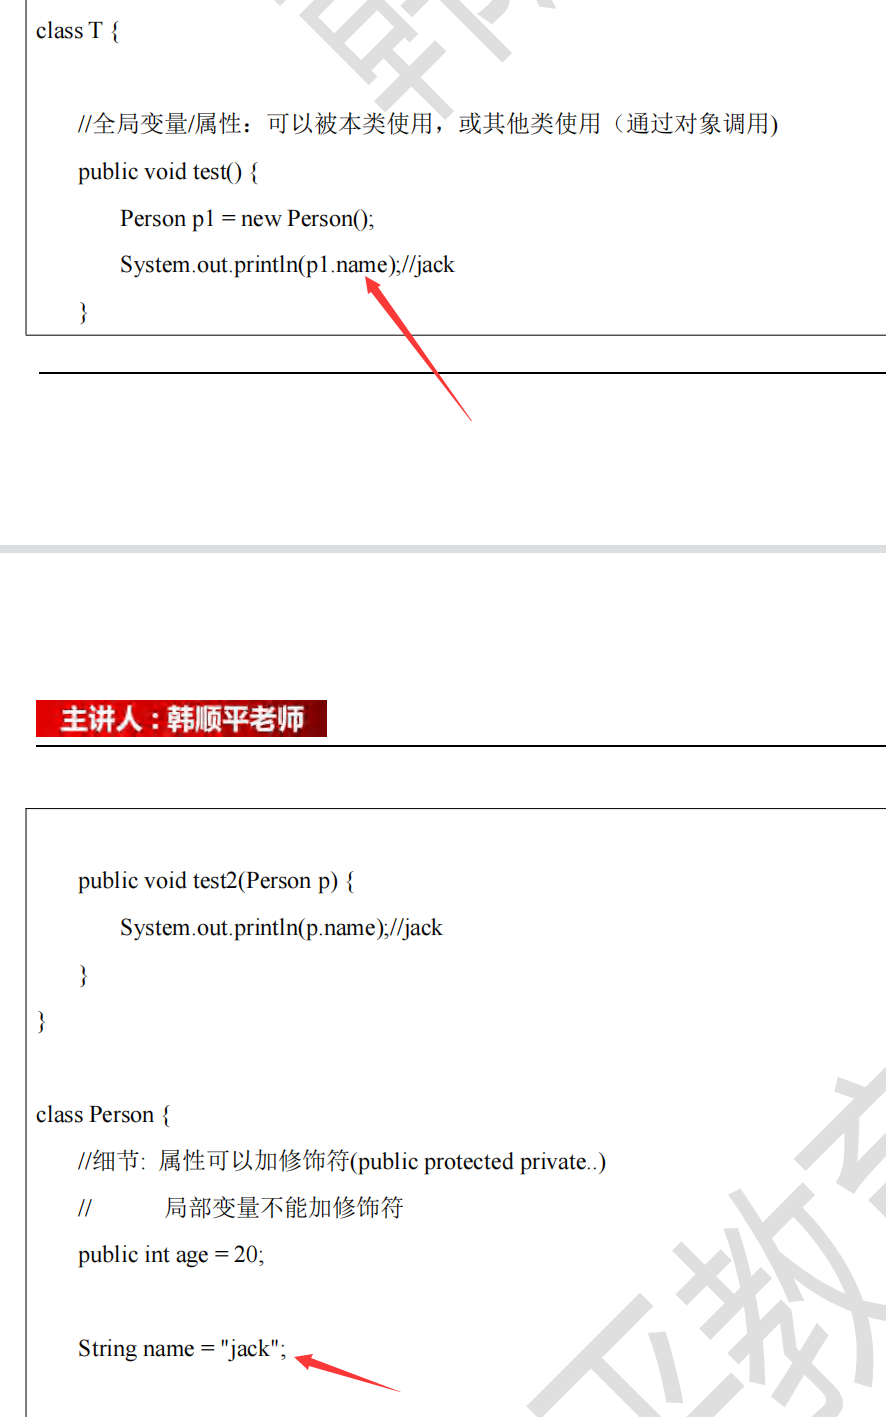 class T {
//全局变量/属性：可以被本类使用，或其他类使用（通过对象调用)
public void test() {
Person p1 = new Person();
System.out.println(p1.name);//jack
}
主讲人：韩顺平老师
public void test2(Person p) {
System.out.println(p.name);//jack
}
}
class Person {
//细节: 属性可以加修饰符(public protected private..)
// 局部变量不能加修饰符
public int age = 20;
String name = "jack";
平教育